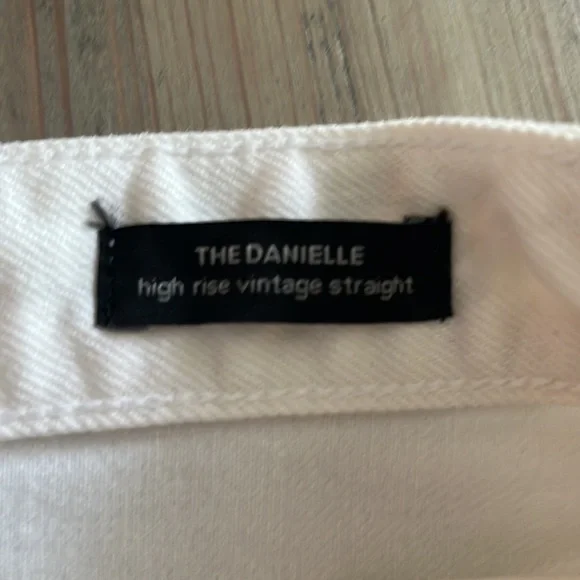 THE DANIELLE
high rise vintage straight